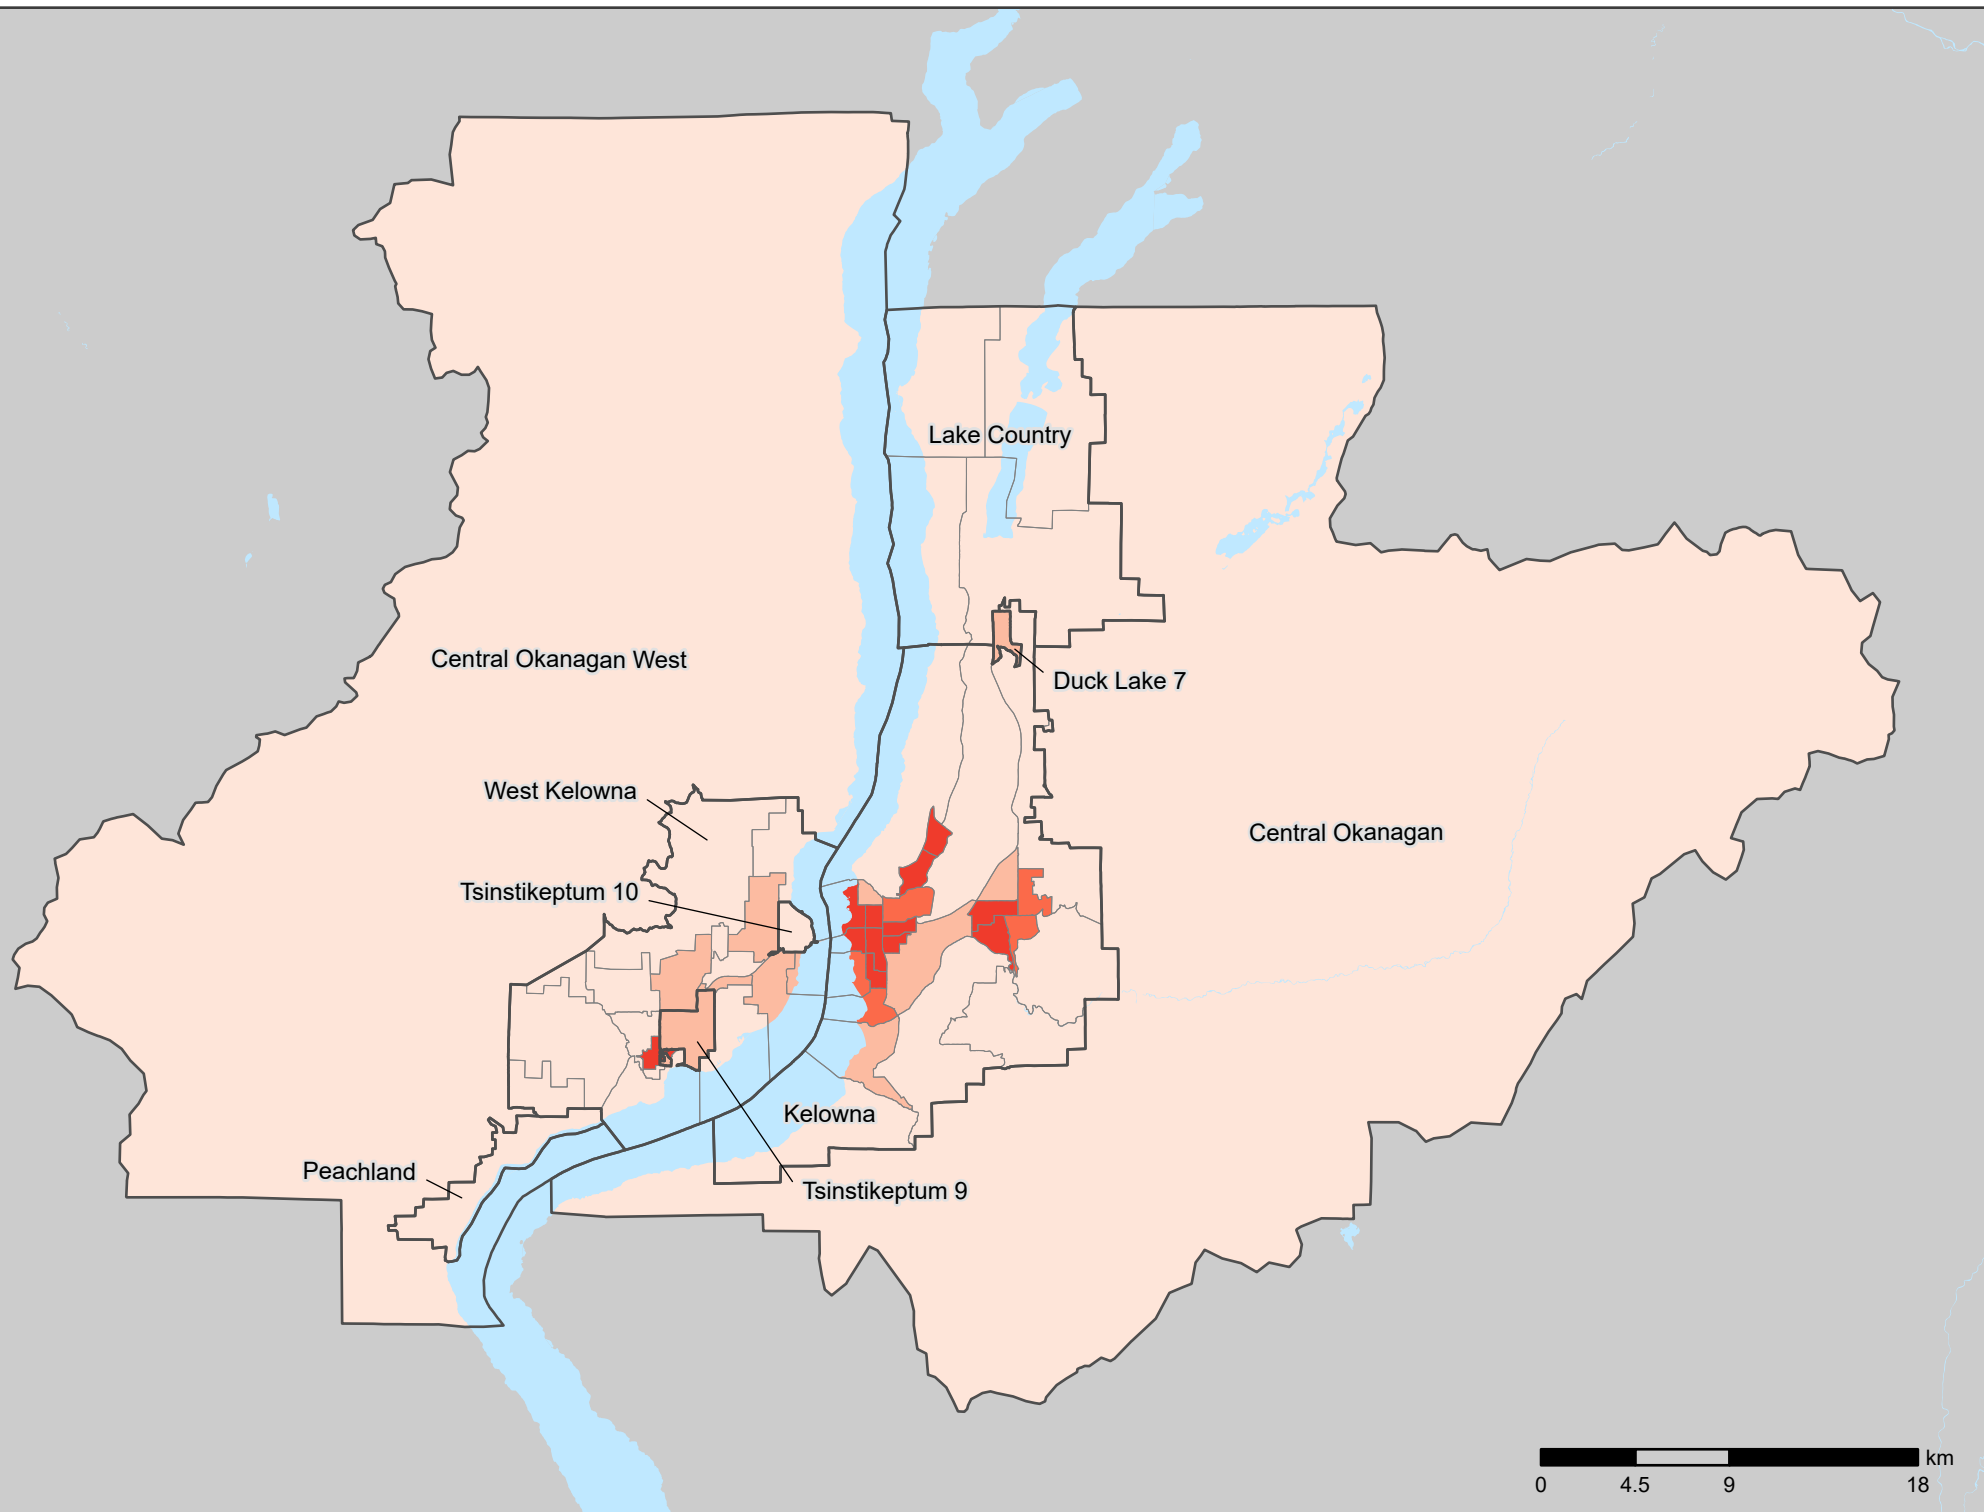 Lake Country
Central Okanagan West
Duck Lake 7
West Kelowna
Central Okanagan
Tsinstikeptum 10
Kelowna
Peachland
Tsinstikeptum 9
km
0 4.5 9 18